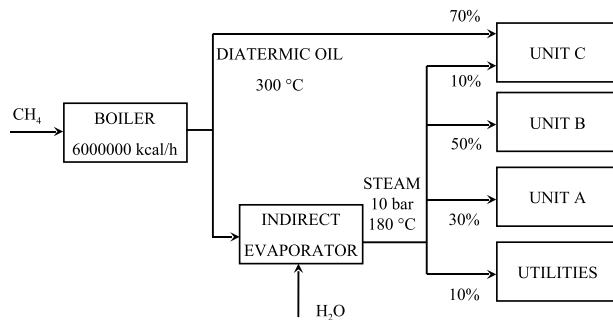 70%
UNIT C
DIATERMIC OIL
300 °C
10%
CH4
BOILER
6000000 kcal/h
UNIT B
50%
STEAM
10 bar
180 °C
UNIT A
30%
INDIRECT
EVAPORATOR
UTILITIES
10%
H2O